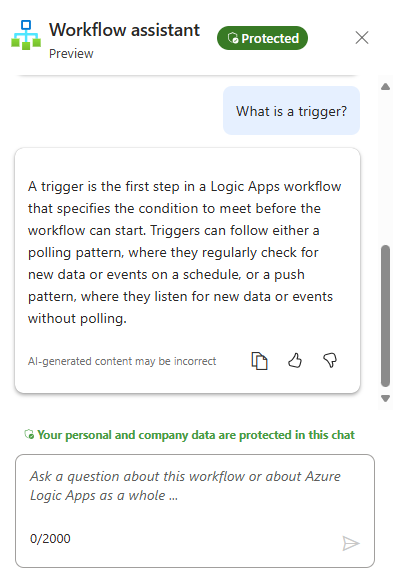 Workflow assistant
Protected
Preview
What is a trigger?
A trigger is the first step in a Logic Apps workflow
that specifies the condition to meet before the
workflow can start. Triggers can follow either a
polling pattern, where they regularly check for
new data or events on a schedule, or a push
pattern, where they listen for new data or events
without polling.
AI-generated content may be incorrect
Your personal and company data are protected in this chat
Ask a question about this workflow or about Azure
Logic Apps as a whole ...
0/2000